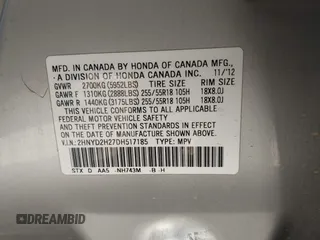 MFD. IN CANADA BY HONDA OF CANADA MFG.,
A DIVISION OF HONDA CANADA INC. 11/'12
GVWR 2700KG(5952LBS) TIRE SIZE RIM SIZE
GAWR F 1310KG(2888LBS) 255/55R18 105H 18X8.0J
GAWR R 1440KG(3175LBS) 255/55R18 105H 18X8.0J
THIS VEHICLE CONFORMS TO ALL APPLICABLE
FEDERAL MOTOR VEHICLE SAFETY AND
THEFT PREVENTION STANDARDS IN EFFECT ON THE
DATE OF MANUFACTURE SHOWN ABOVE.
V.I.N.: 2HNYD2H27DH517185 TYPE: MPV
STX D AA5 NH743M B H
DREAMBID